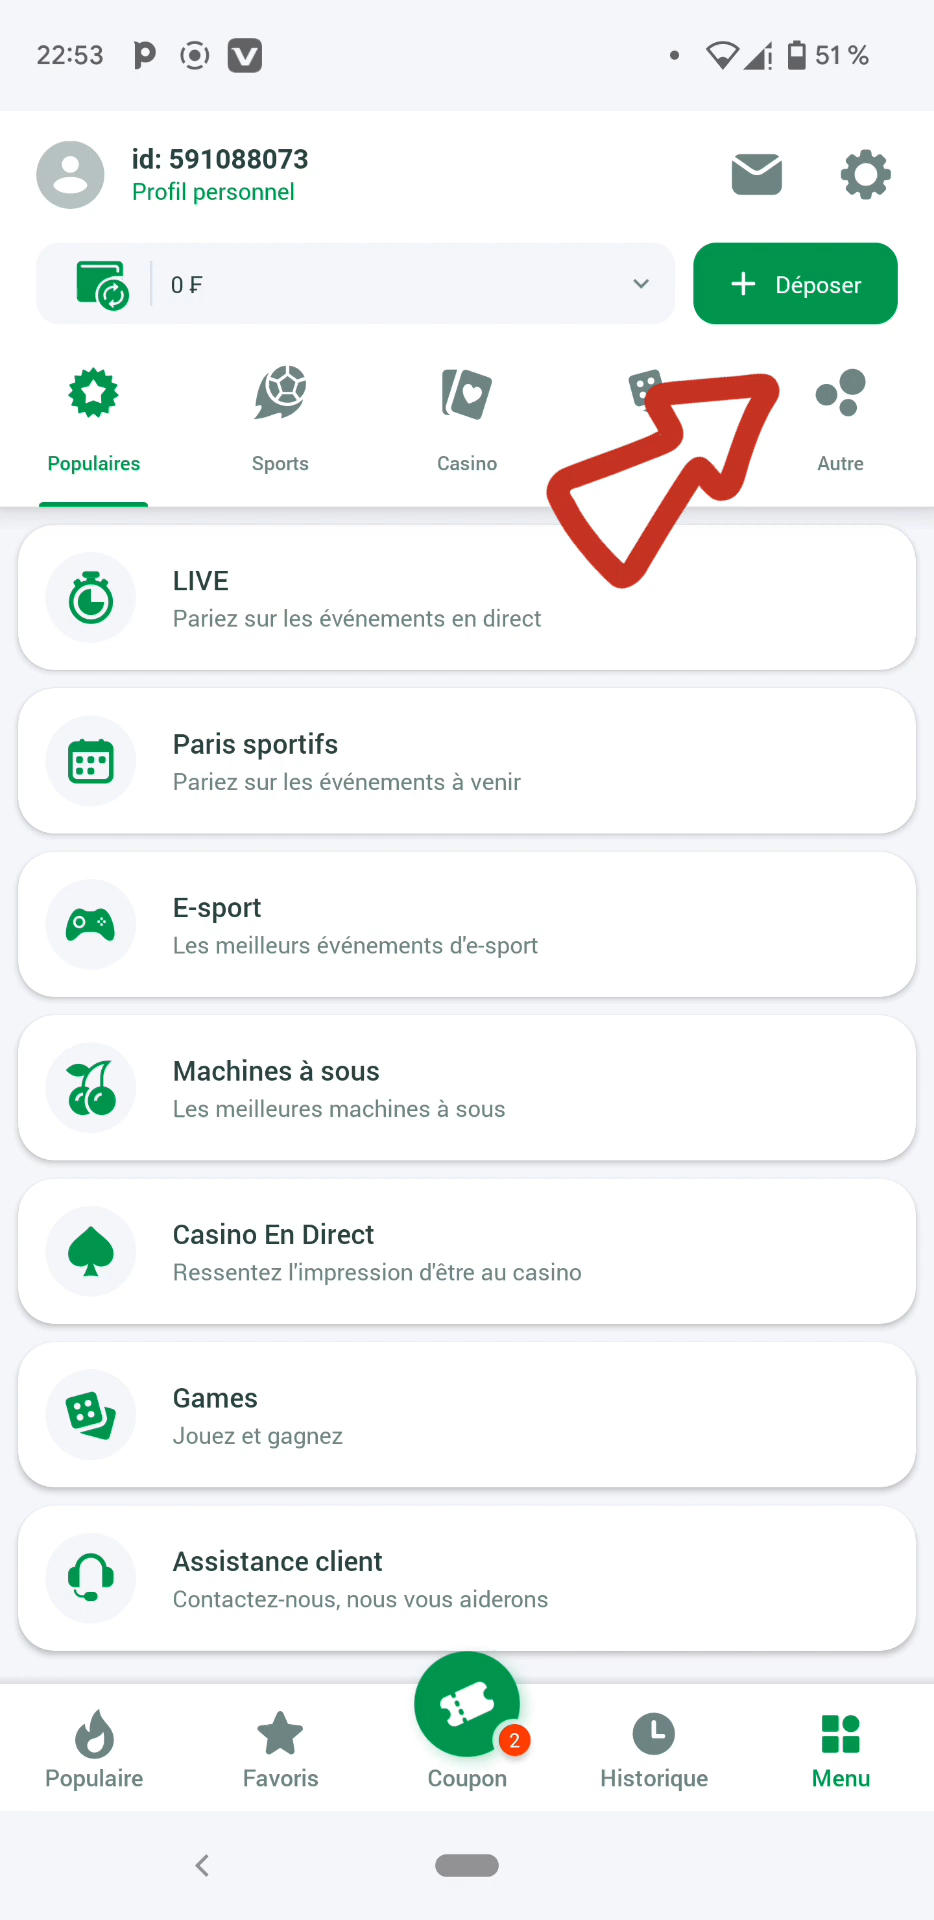 22:53
51 %
id: 591088073
Profil personnel
0 ₣
Déposer
Populaires
Sports
Casino
Autre
LIVE
Pariez sur les événements en direct
Paris sportifs
Pariez sur les événements à venir
E-sport
Les meilleurs événements d'e-sport
Machines à sous
Les meilleures machines à sous
Casino En Direct
Ressentez l'impression d'être au casino
Games
Jouez et gagnez
Assistance client
Contactez-nous, nous vous aiderons
2
Populaire
Favoris
Coupon
Historique
Menu